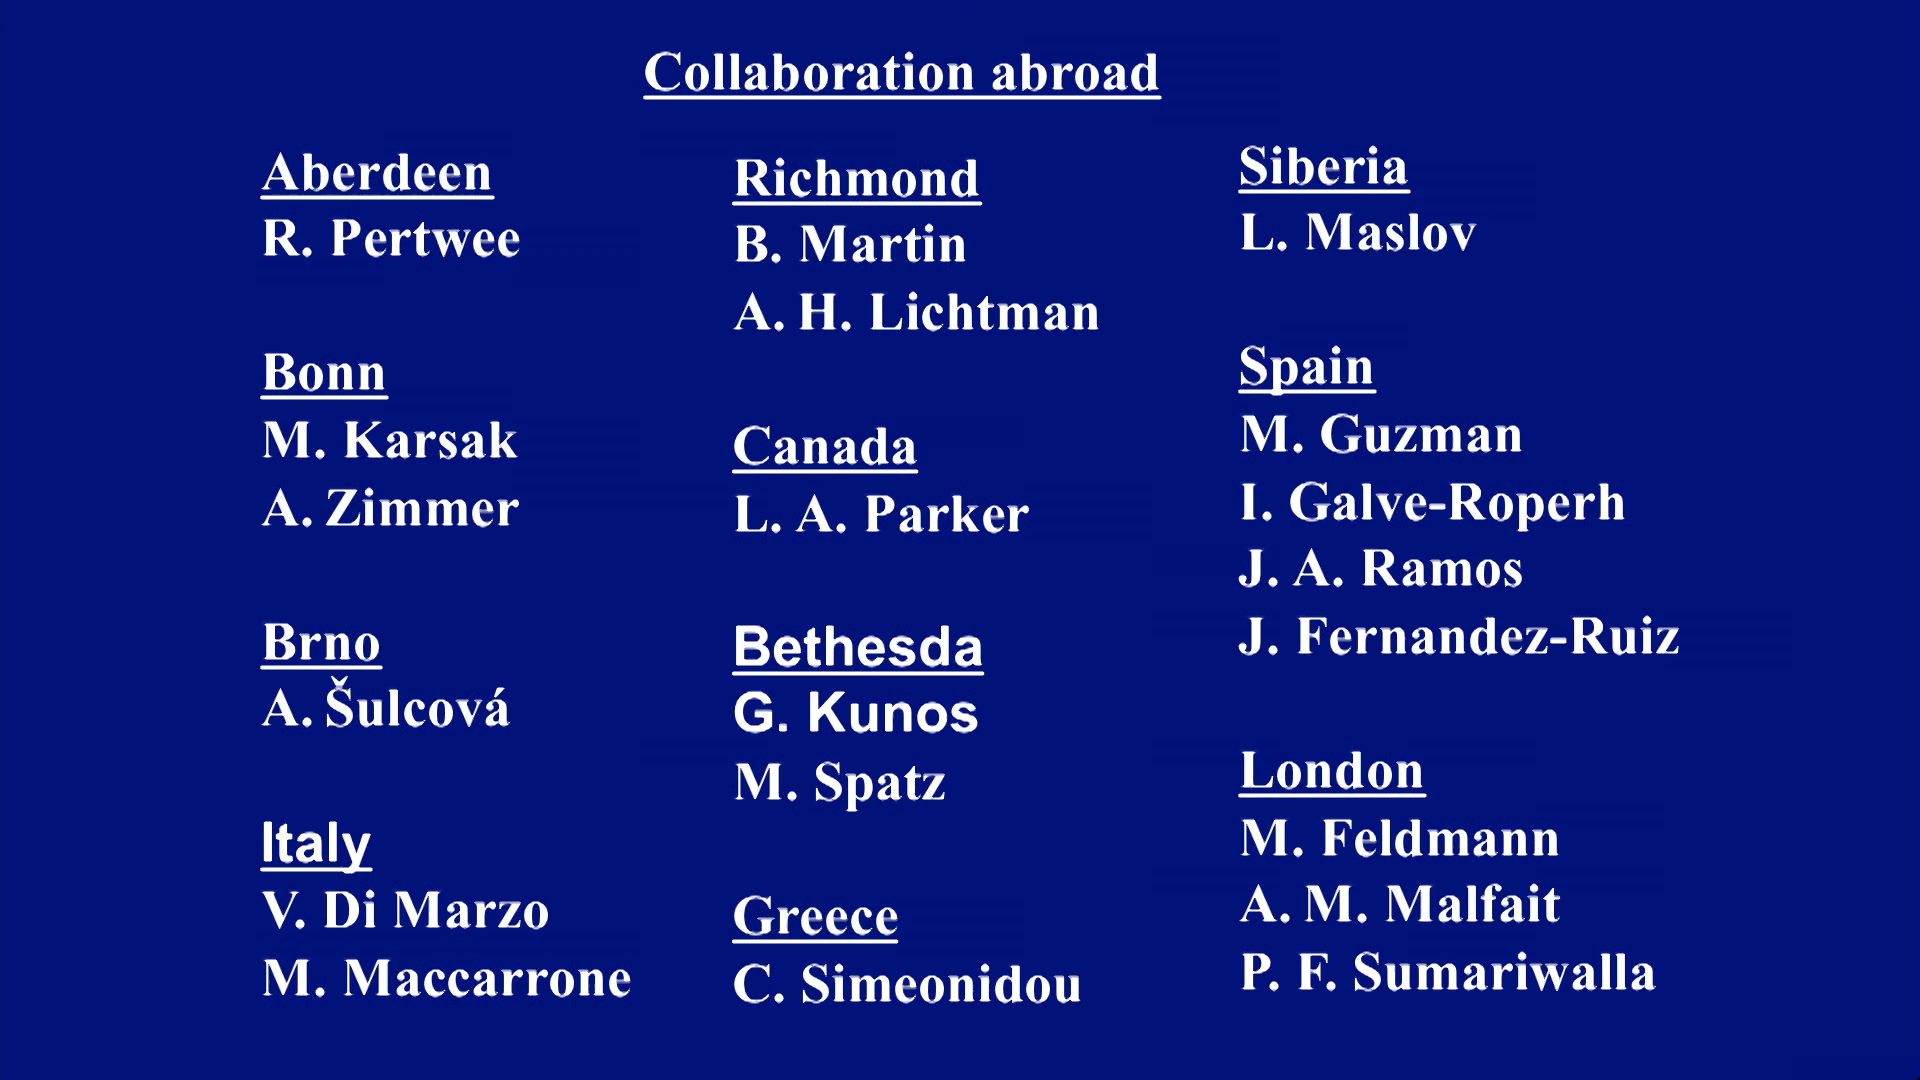 Collaboration abroad
Aberdeen
R. Pertwee
Bonn
M. Karsak
A. Zimmer
Brno
A. Šulcová
Italy
V. Di Marzo
M. Maccarrone
Richmond
B. Martin
A. H. Lichtman
Canada
L. A. Parker
Bethesda
G. Kunos
M. Spatz
Greece
C. Simeonidou
Siberia
L. Maslov
Spain
M. Guzman
I. Galve-Roperh
J. A. Ramos
J. Fernandez-Ruiz
London
M. Feldmann
A. M. Malfait
P. F. Sumariwalla